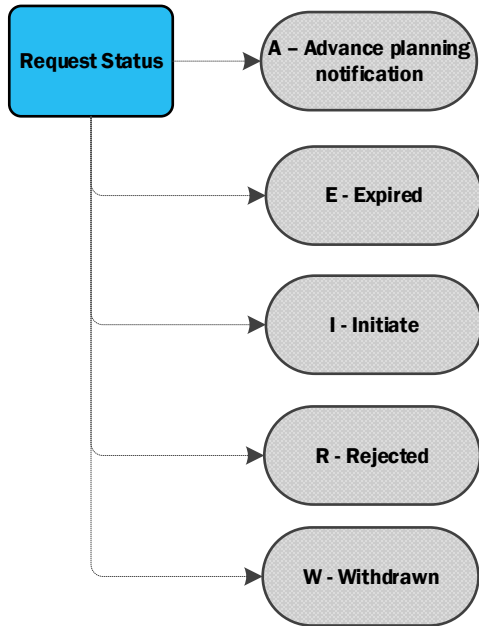 Request Status
A – Advance planning
notification
E - Expired
I - Initiate
R - Rejected
W - Withdrawn